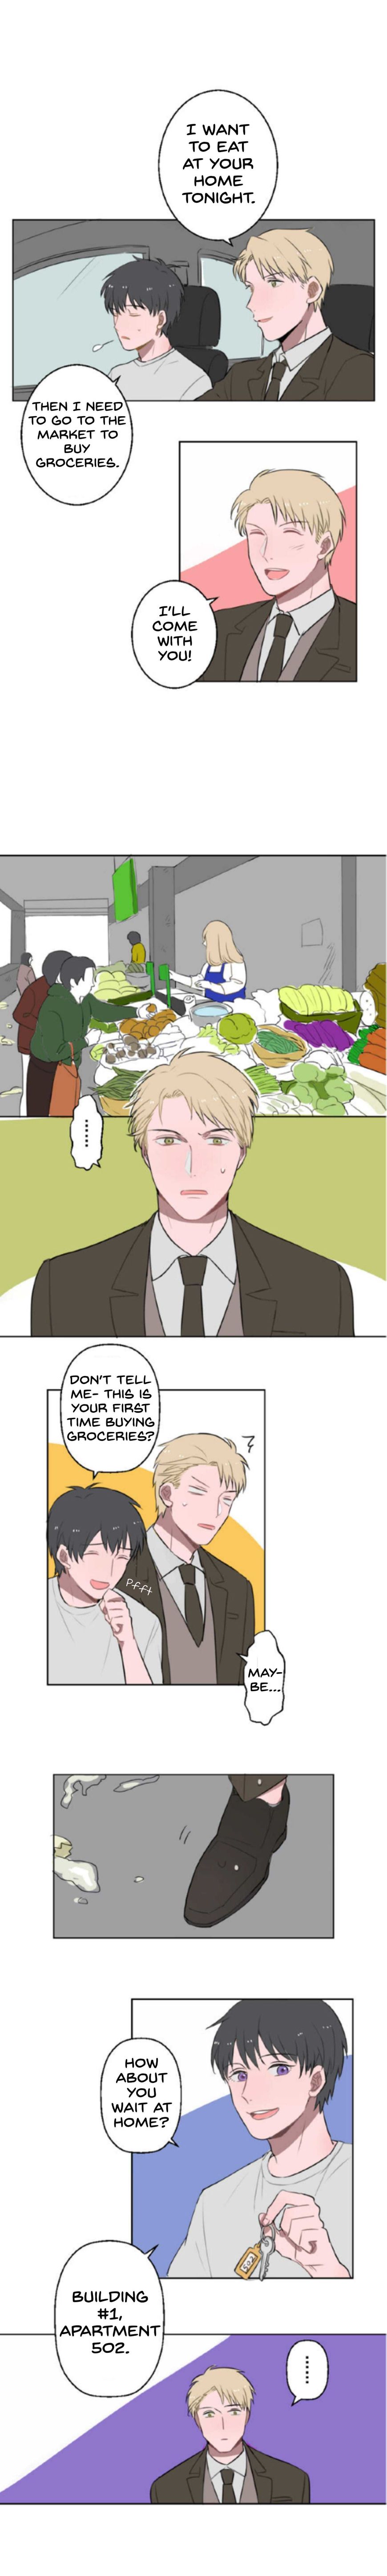 I WANT
TO EAT
AT YOUR
HOME
TONIGHT.
THEN I NEED
TO GO TO THE
MARKET TO
BUY
GROCERIES.
I'LL
COME
WITH
YOU!
......
DON'T TELL
ME- THIS IS
YOUR FIRST
TIME BUYING
GROCERIES?
Pfft
MAY-
BE...
HOW
ABOUT
YOU
WAIT AT
HOME?
BUILDING
#1,
APARTMENT
502.
......